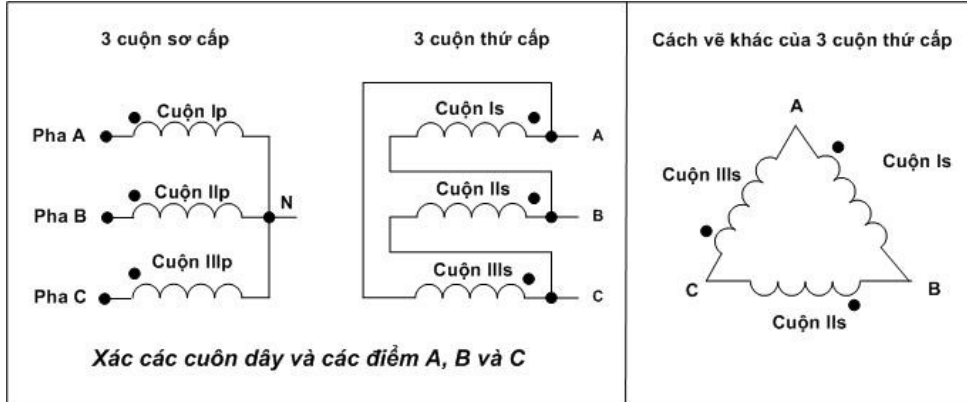 3 cuộn sơ cấp
3 cuộn thứ cấp
Cuộn Ip
Pha A
Cuộn IIp
Pha B
N
Cuộn IIIp
Pha C
Cuộn Is
A
Cuộn IIs
B
Cuộn IIIs
C
Xác các cuôn dây và các điểm A, B và C
Cách vẽ khác của 3 cuộn thứ cấp
A
Cuộn IIIs
Cuộn Is
C
B
Cuộn IIs